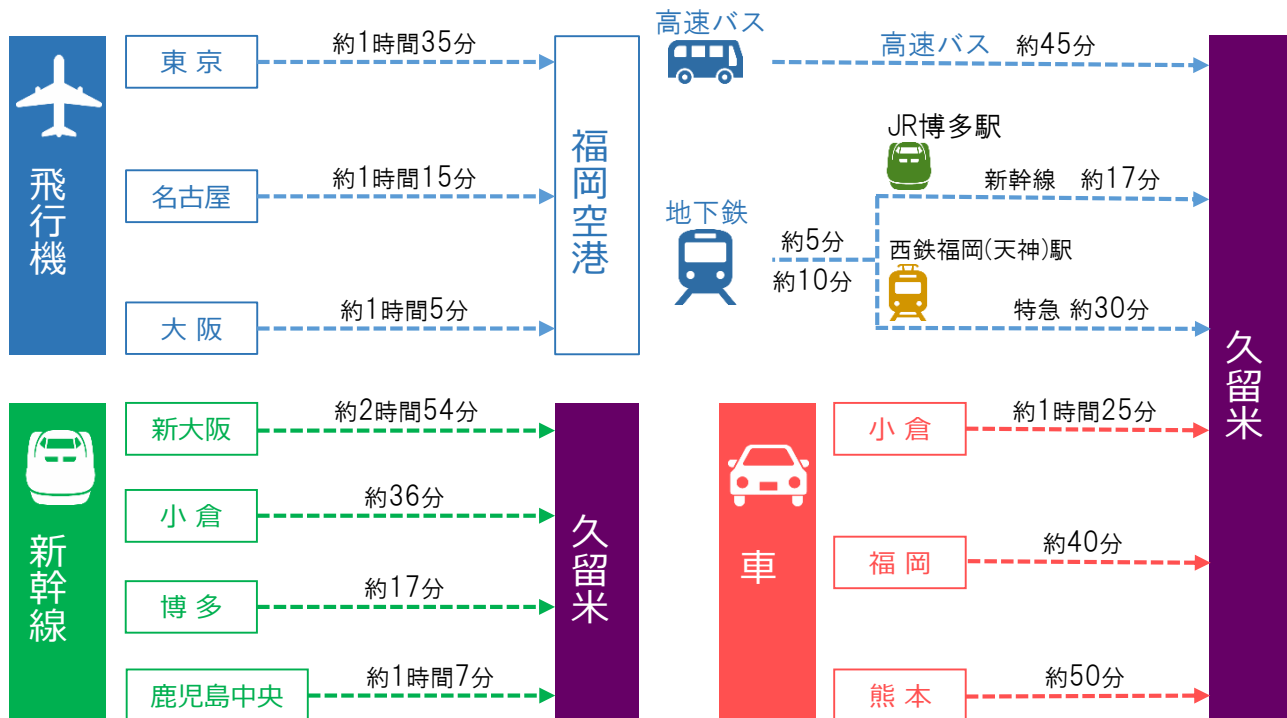 飛行機
東京
約1時間35分
名古屋
約1時間15分
大阪
約1時間5分
福岡空港
高速バス
高速バス 約45分
地下鉄
約5分
約10分
JR博多駅
新幹線 約17分
西鉄福岡(天神)駅
特急 約30分
久留米
新幹線
新大阪
約2時間54分
小倉
約36分
博多
約17分
鹿児島中央
約1時間7分
久留米
車
小倉
約1時間25分
福岡
約40分
熊本
約50分